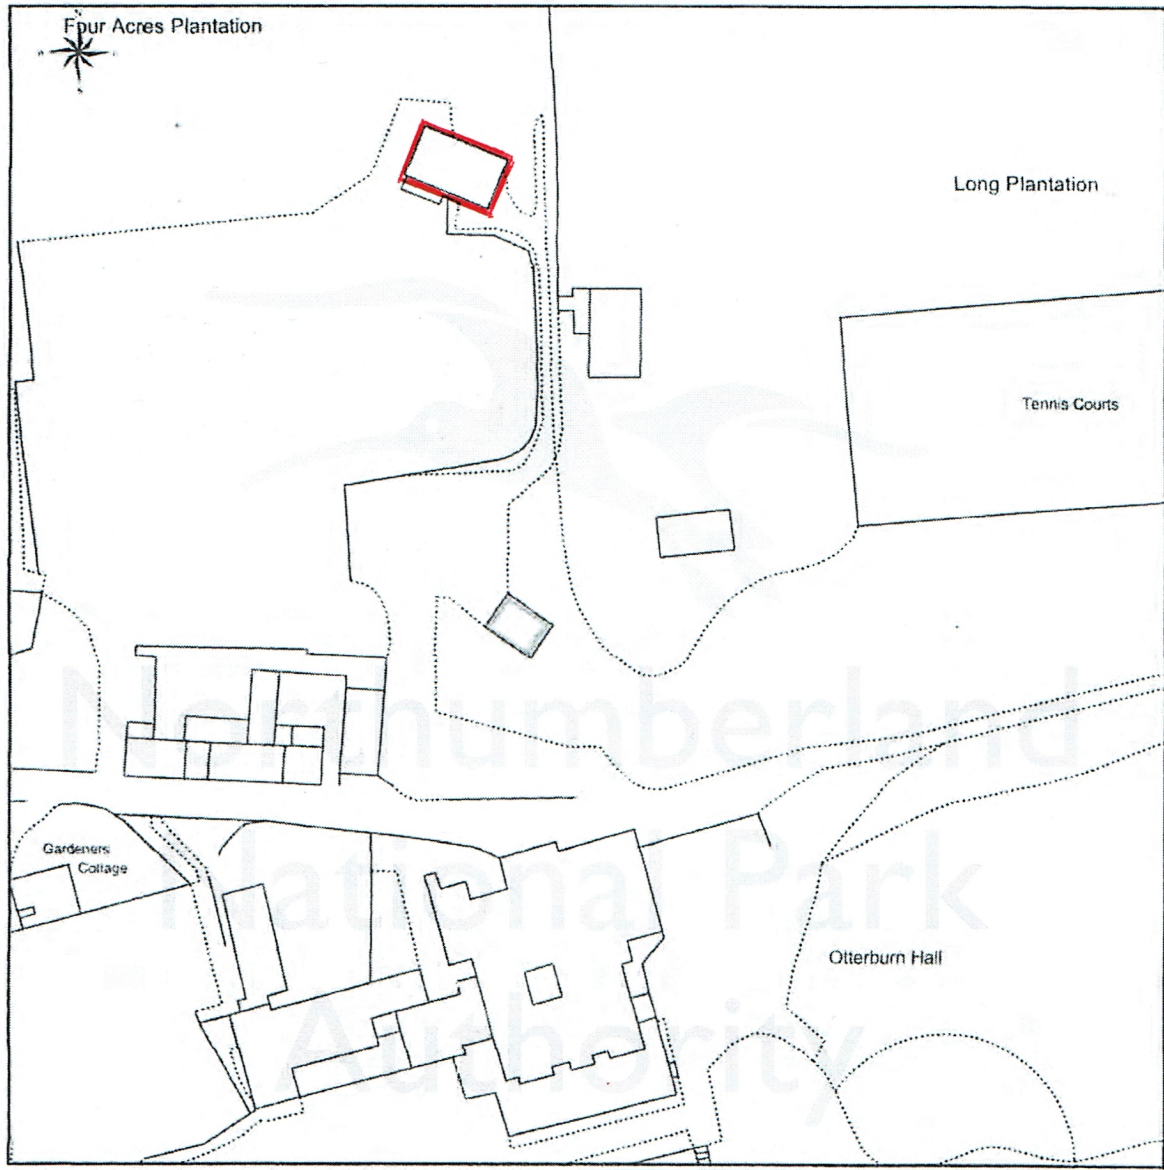 Four Acres Plantation
Long Plantation
Tennis Courts
Northumberland
National Park
Authority
Gardeners
Cottage
Otterburn Hall